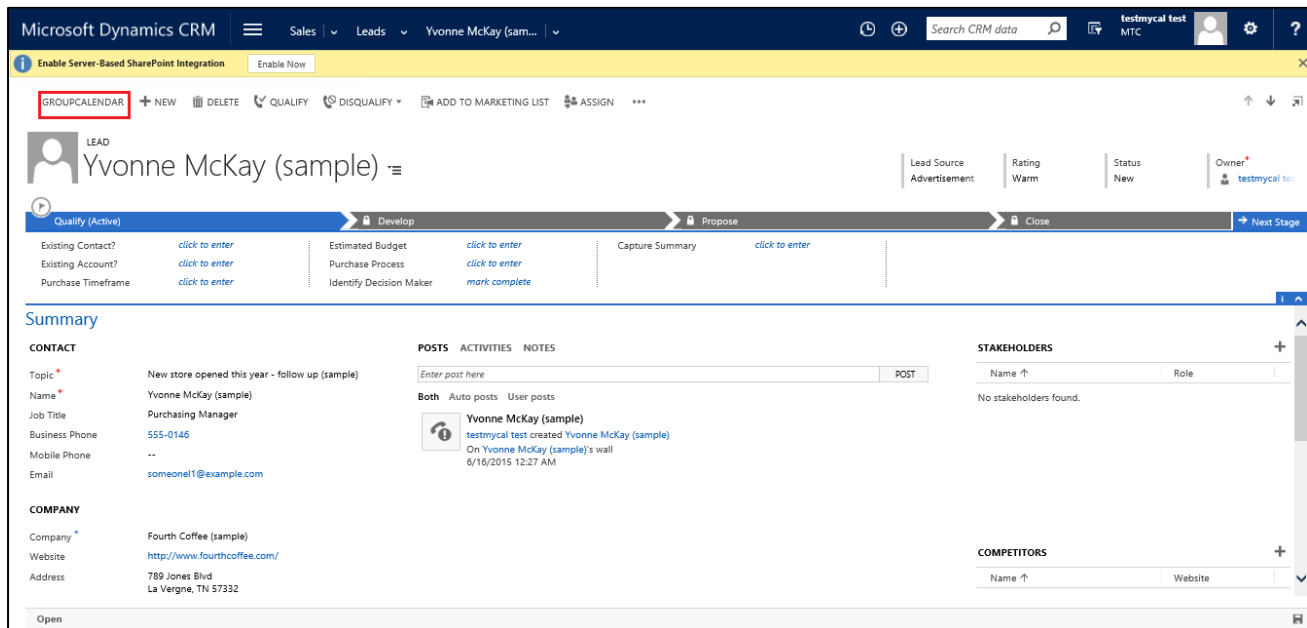 Microsoft Dynamics CRM Sales Leads Yvonne McKay (sam... Search CRM data testmycal test
MTC ?
Enable Server-Based SharePoint Integration Enable Now
GROUPCALENDAR NEW DELETE QUALIFY DISQUALIFY ADD TO MARKETING LIST ASSIGN •••
LEAD
Yvonne McKay (sample)
Lead Source Rating Status Owner*
Advertisement Warm New testmycal
Qualify (Active) Develop Propose Close Next Stage
Existing Contact? click to enter Estimated Budget click to enter Capture Summary click to enter
Existing Account? click to enter Purchase Process click to enter
Purchase Timeframe click to enter Identify Decision Maker mark complete
Summary
CONTACT
Topic* New store opened this year - follow up (sample)
Name* Yvonne McKay (sample)
Job Title Purchasing Manager
Business Phone 555-0146
Mobile Phone --
Email someonel1@example.com
COMPANY
Company* Fourth Coffee (sample)
Website http://www.fourthcoffee.com/
Address 789 Jones Blvd
La Vergne, TN 57332
POSTS ACTIVITIES NOTES
Enter post here POST
Both Auto posts User posts
Yvonne McKay (sample)
testmycal test created Yvonne McKay (sample)
On Yvonne McKay (sample)'s wall
6/16/2015 12:27 AM
STAKEHOLDERS
Name ↑ Role
No stakeholders found.
COMPETITORS
Name ↑ Website
Open